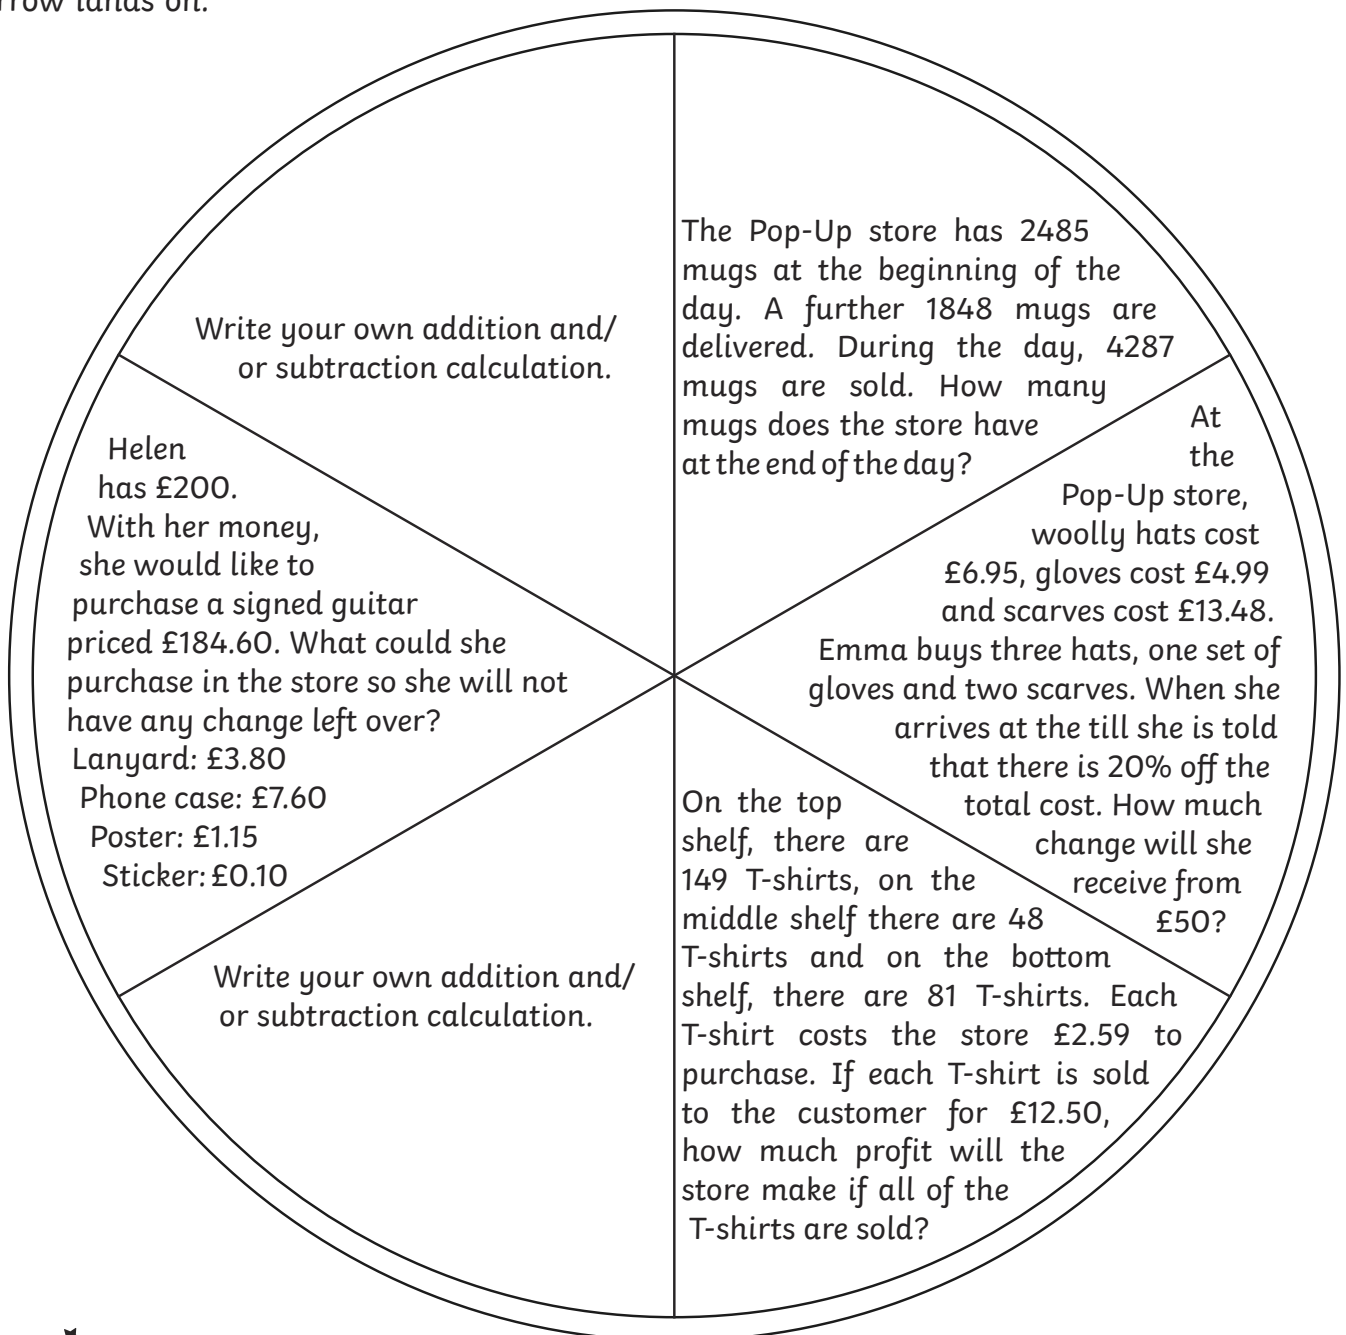 rrow lands on.
Write your own addition and/
or subtraction calculation.
The Pop-Up store has 2485
mugs at the beginning of the
day. A further 1848 mugs are
delivered. During the day, 4287
mugs are sold. How many
mugs does the store have
at the end of the day?
At
the
Pop-Up store,
woolly hats cost
£6.95, gloves cost £4.99
and scarves cost £13.48.
Emma buys three hats, one set of
gloves and two scarves. When she
arrives at the till she is told
that there is 20% off the
total cost. How much
change will she
receive from
£50?
On the top
shelf, there are
149 T-shirts, on the
middle shelf there are 48
T-shirts and on the bottom
shelf, there are 81 T-shirts. Each
T-shirt costs the store £2.59 to
purchase. If each T-shirt is sold
to the customer for £12.50,
how much profit will the
store make if all of the
T-shirts are sold?
Write your own addition and/
or subtraction calculation.
Helen
has £200.
With her money,
she would like to
purchase a signed guitar
priced £184.60. What could she
purchase in the store so she will not
have any change left over?
Lanyard: £3.80
Phone case: £7.60
Poster: £1.15
Sticker: £0.10